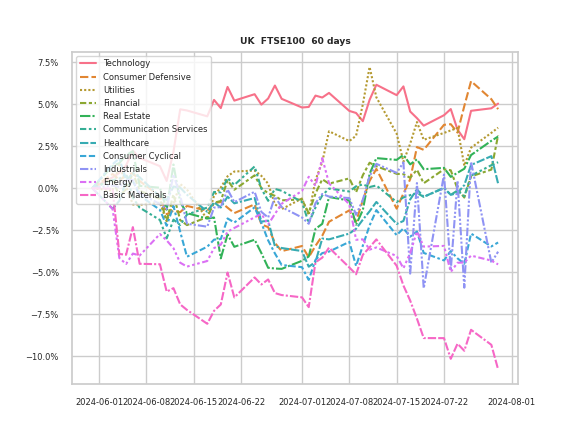 UK  FTSE100  60 days
7.5%
5.0%
2.5%
0.0%
−2.5%
−5.0%
−7.5%
−10.0%
Technology
Consumer Defensive
Utilities
Financial
Real Estate
Communication Services
Healthcare
Consumer Cyclical
Industrials
Energy
Basic Materials
2024-06-01 2024-06-08 2024-06-15 2024-06-22 2024-07-01 2024-07-08 2024-07-15 2024-07-22 2024-08-01